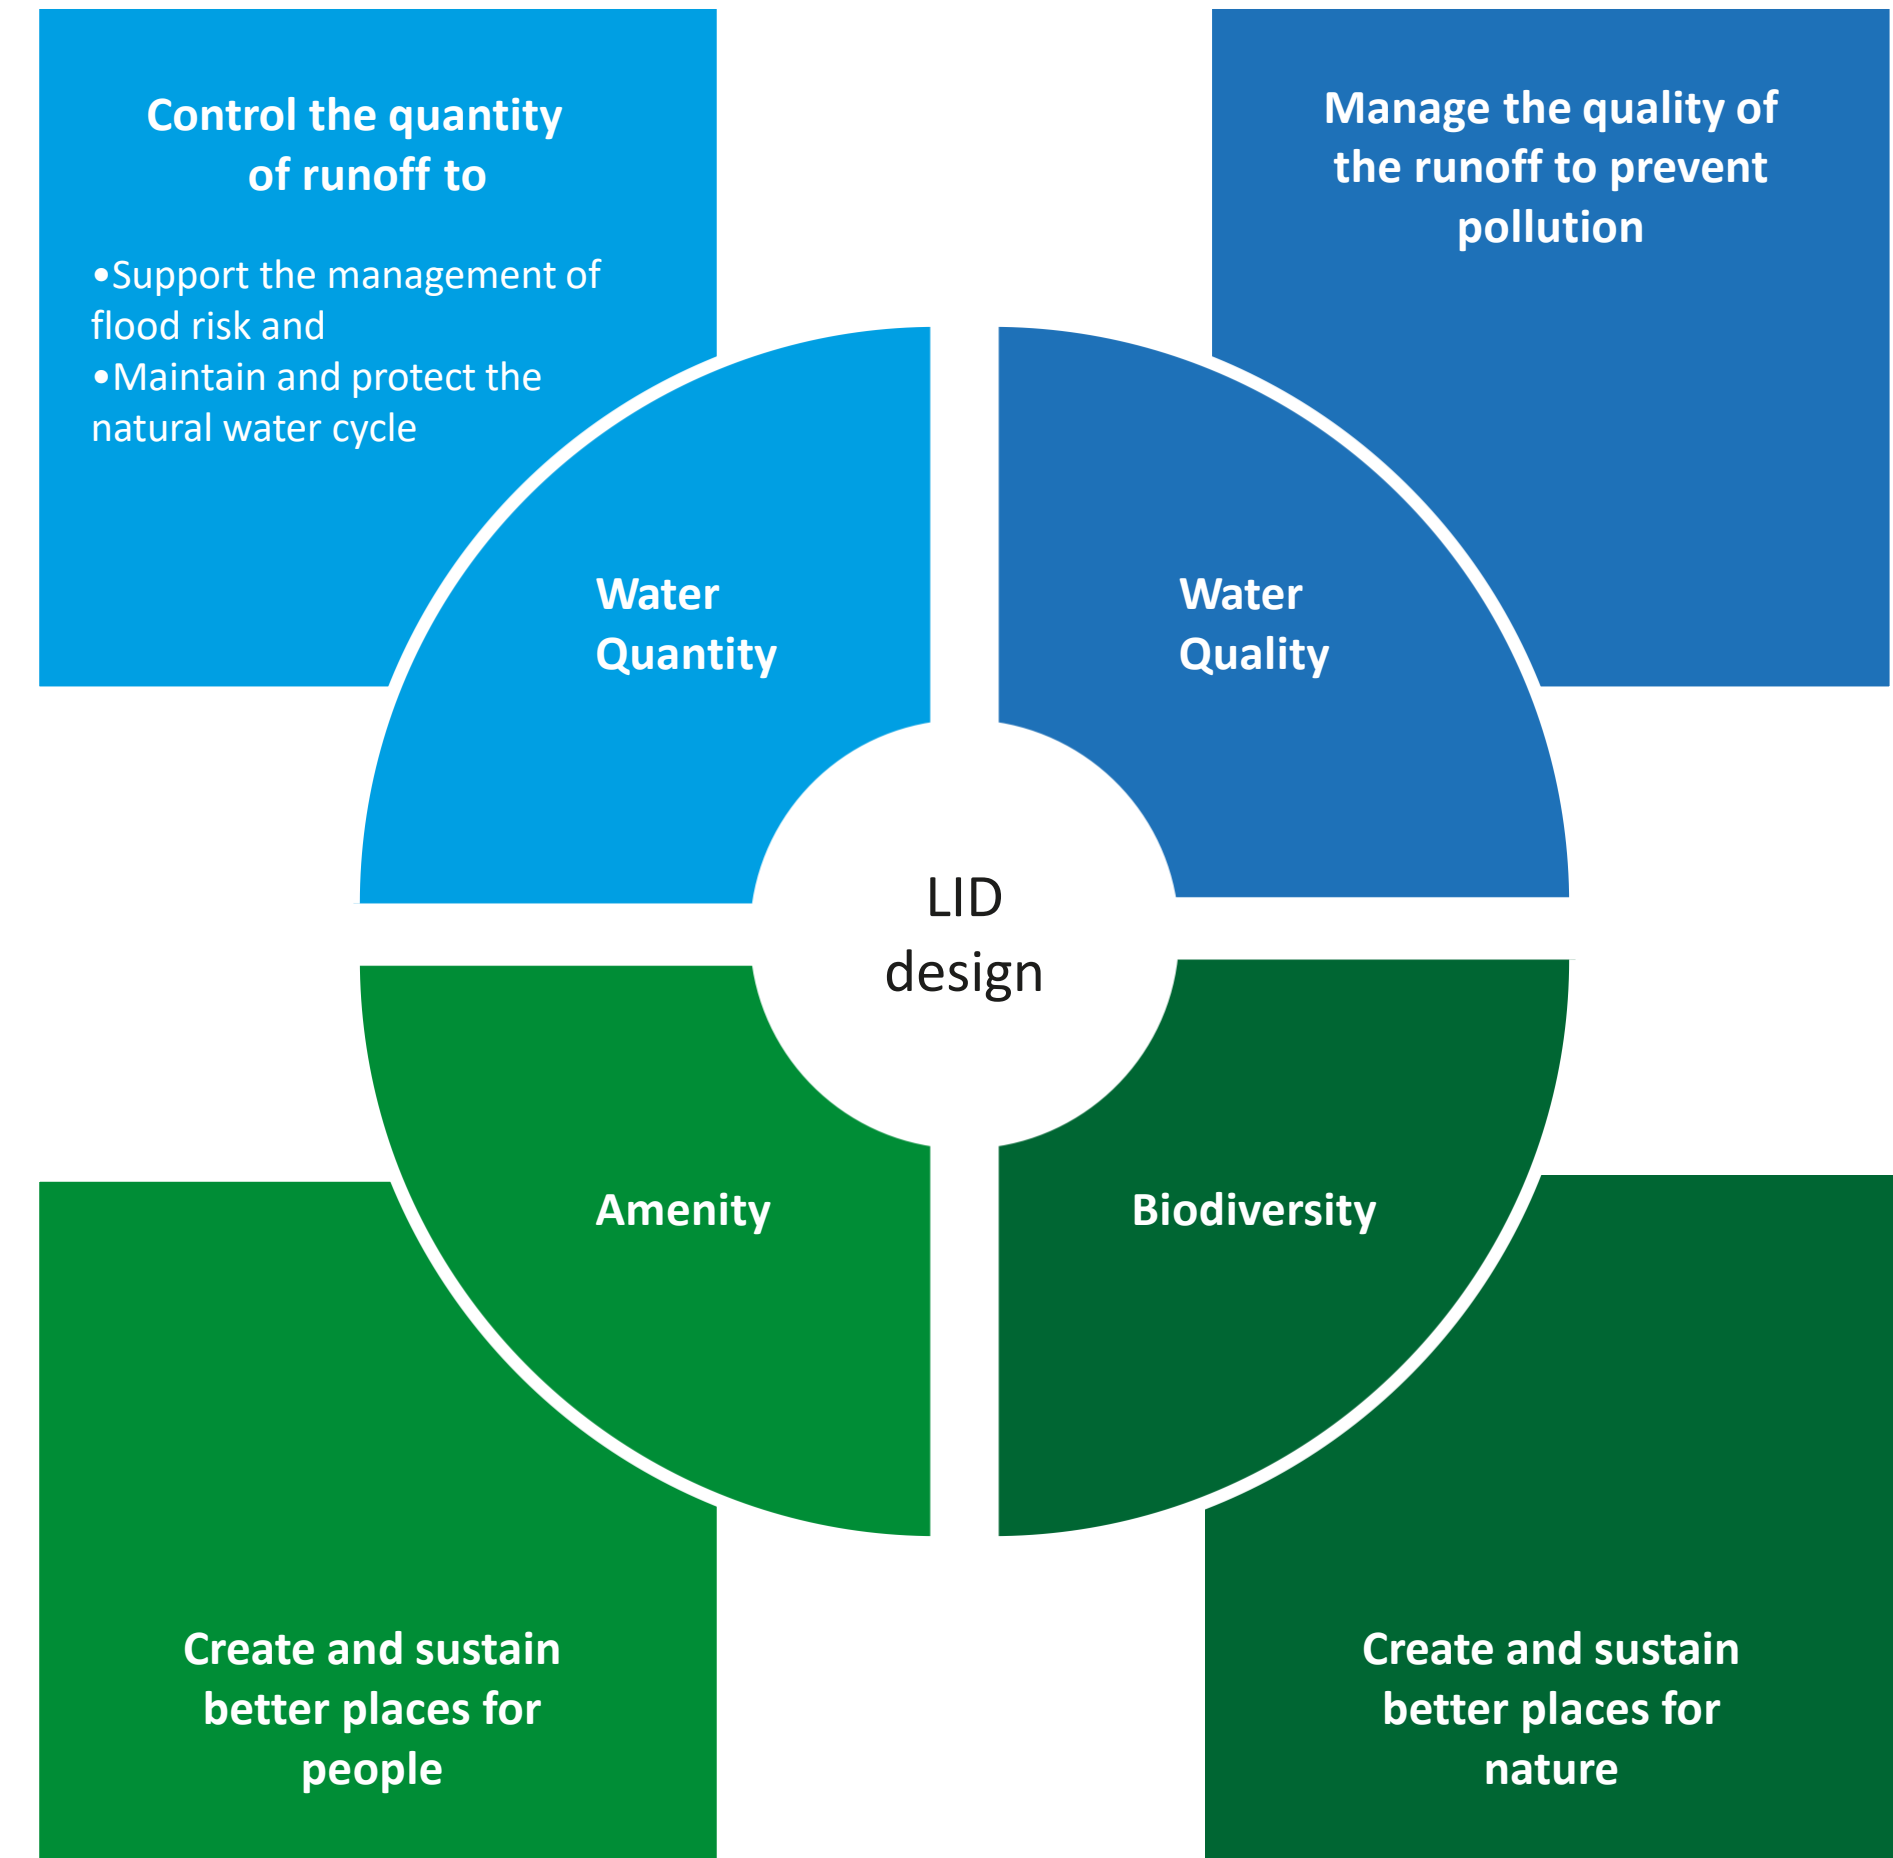 Control the quantity
of runoff to
•Support the management of
flood risk and
•Maintain and protect the
natural water cycle
Manage the quality of
the runoff to prevent
pollution
Water
Quantity
Water
Quality
LID
design
Amenity
Biodiversity
Create and sustain
better places for
people
Create and sustain
better places for
nature